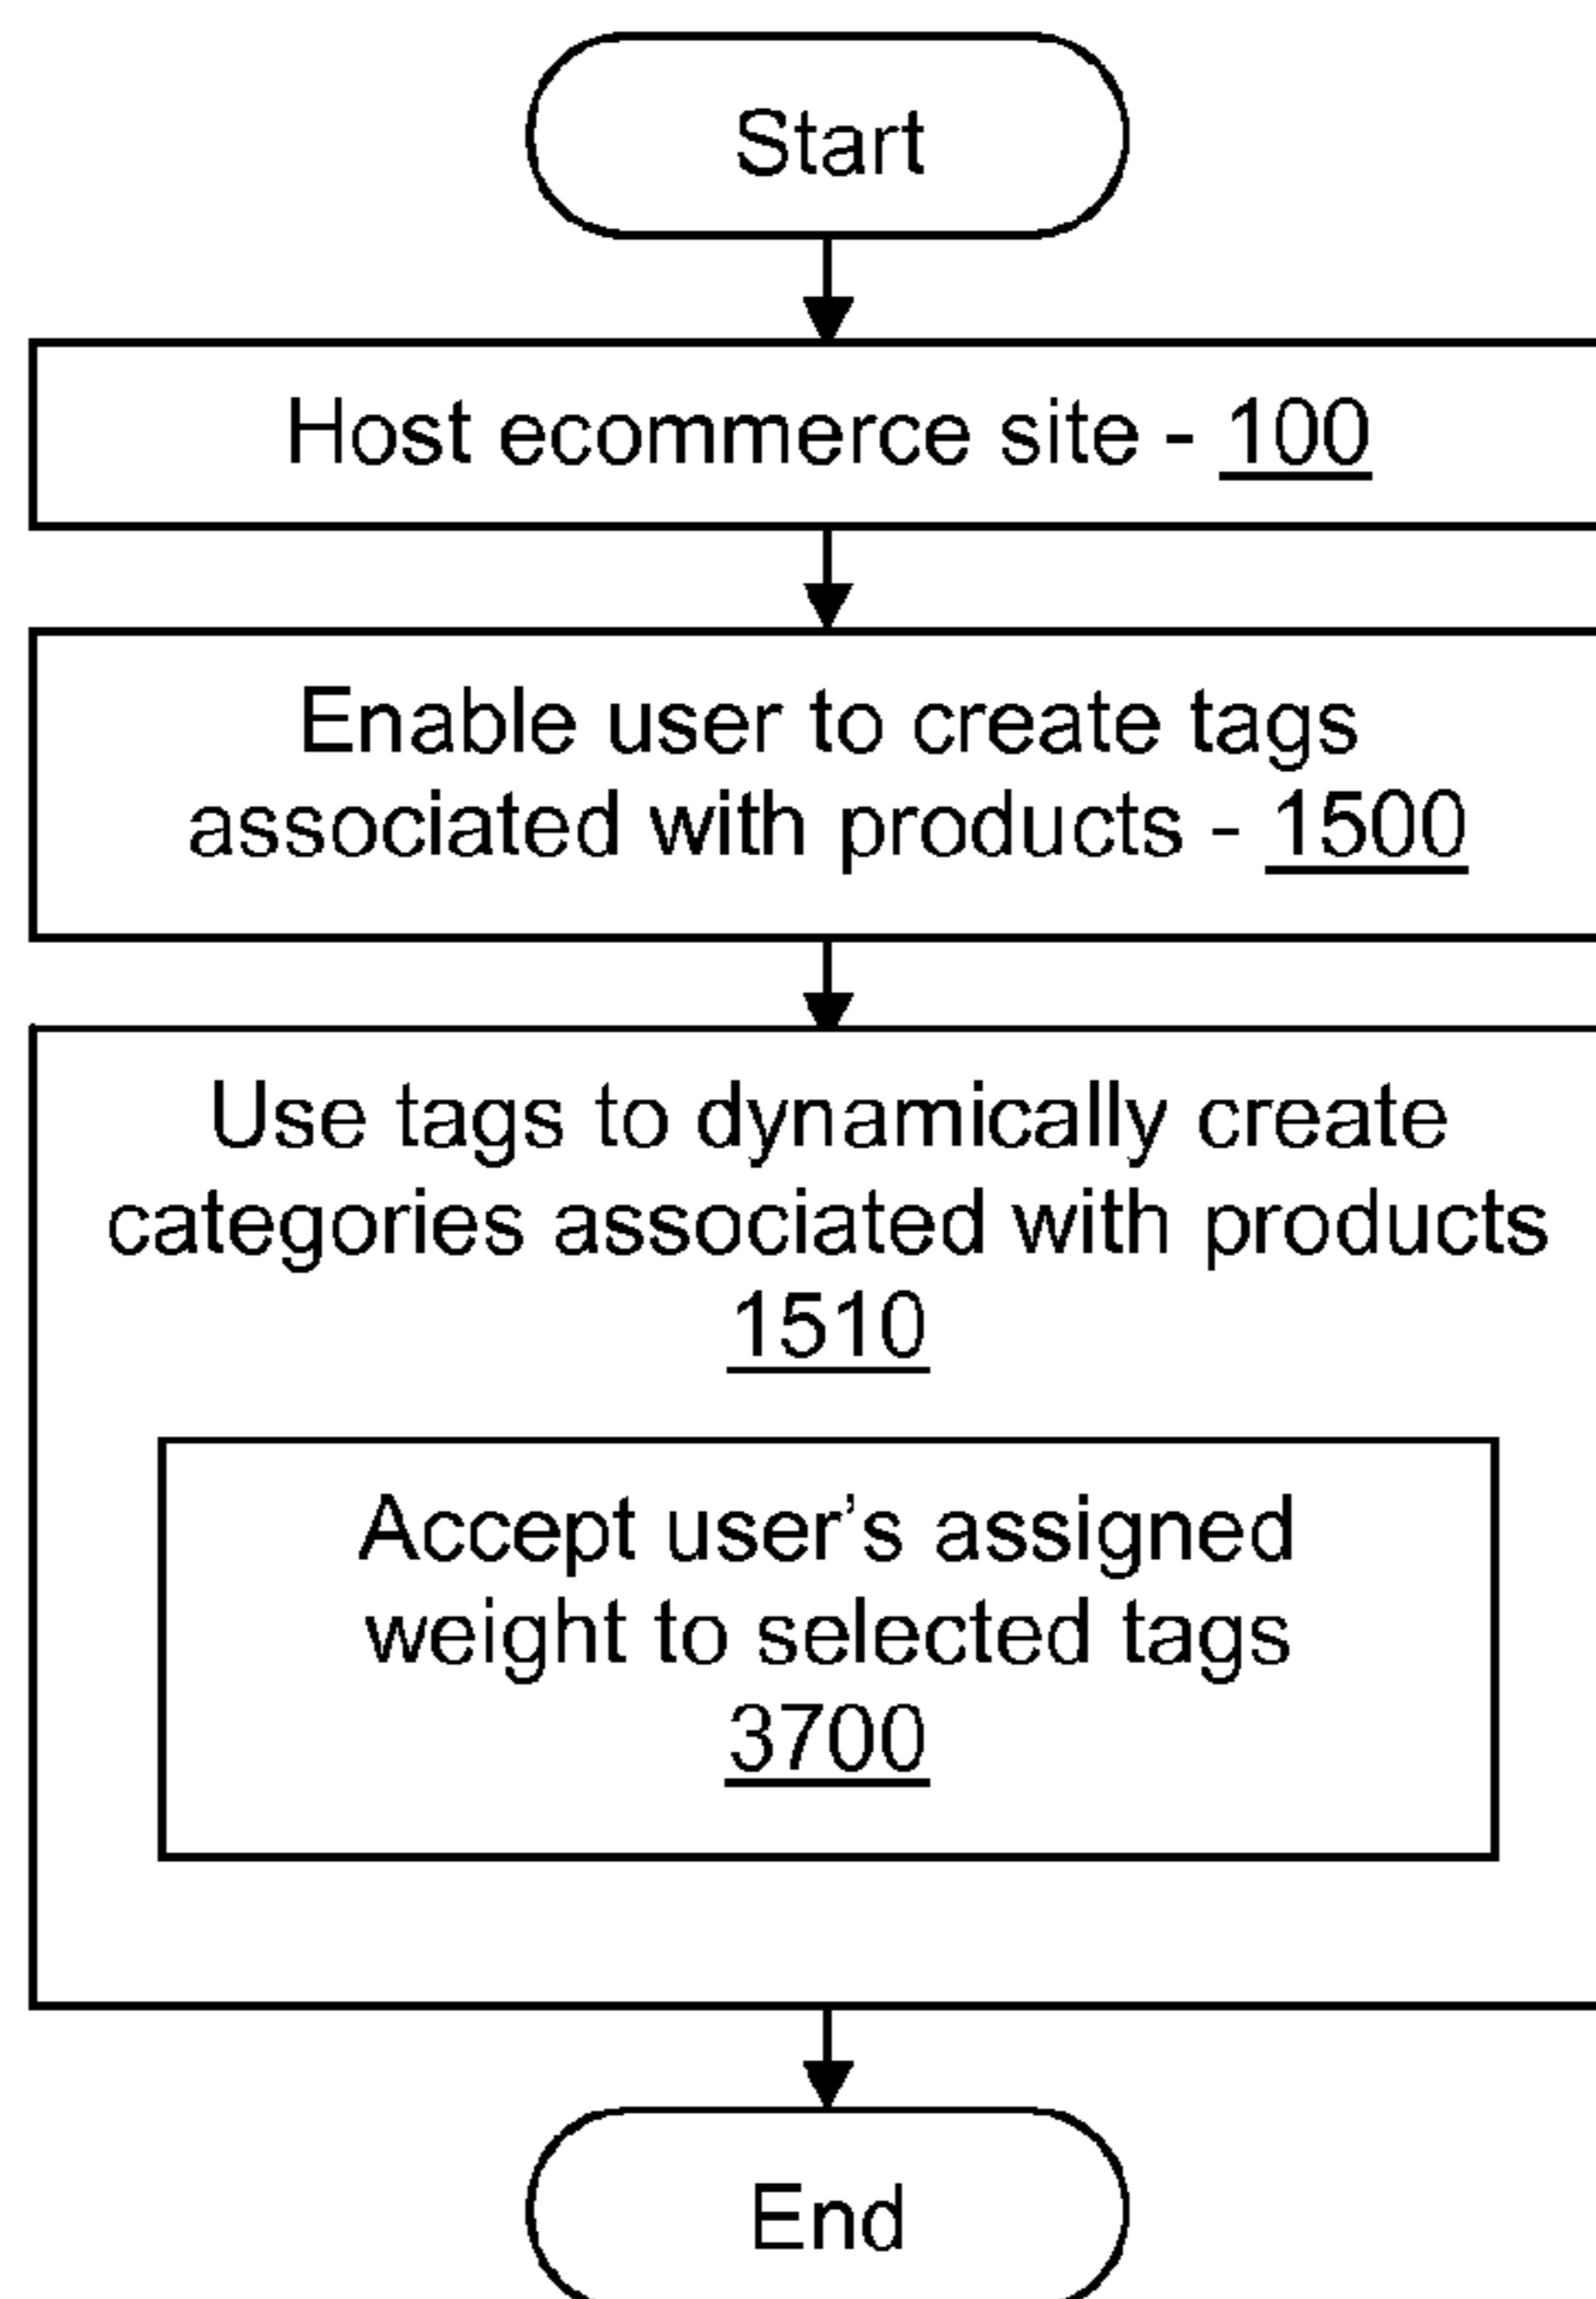 Start
Host ecommerce site - 100
Enable user to create tags
associated with products - 1500
Use tags to dynamically create
categories associated with products
1510
Accept user’s assigned
weight to selected tags
3700
End